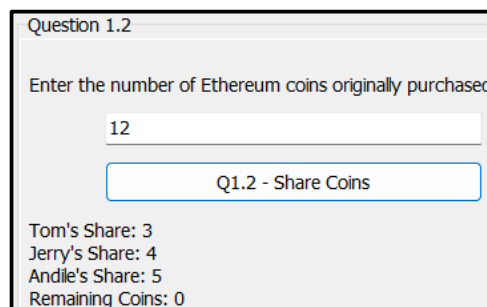 Question 1.2
Enter the number of Ethereum coins originally purchased
12
Q1.2 - Share Coins
Tom's Share: 3
Jerry's Share: 4
Andile's Share: 5
Remaining Coins: 0